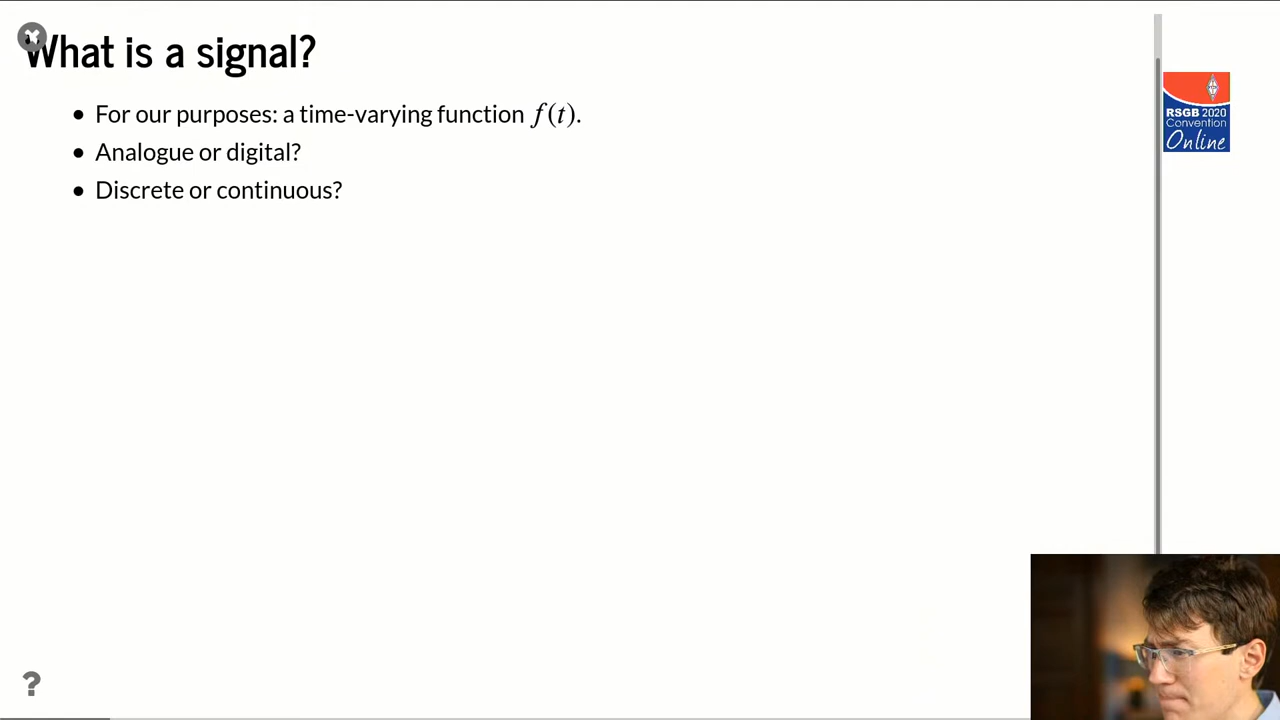 What is a signal?
• For our purposes: a time-varying function f(t).
• Analogue or digital?
• Discrete or continuous?
RSGB 2020
Convention
Online
?